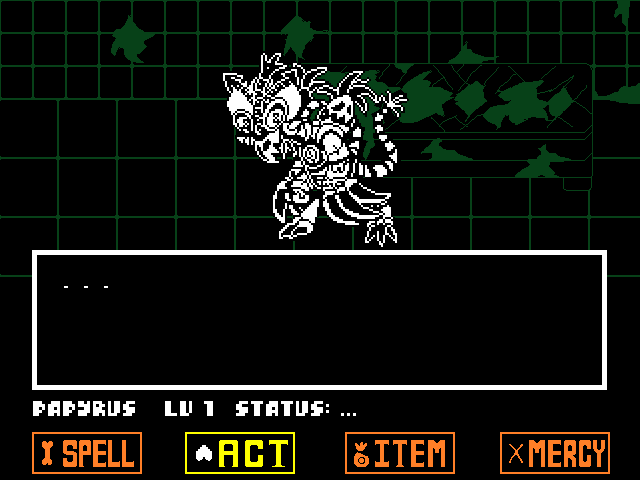 . . .
PAPYRUS LV 1 STATUS: ...
SPELL ACT ITEM MERCY